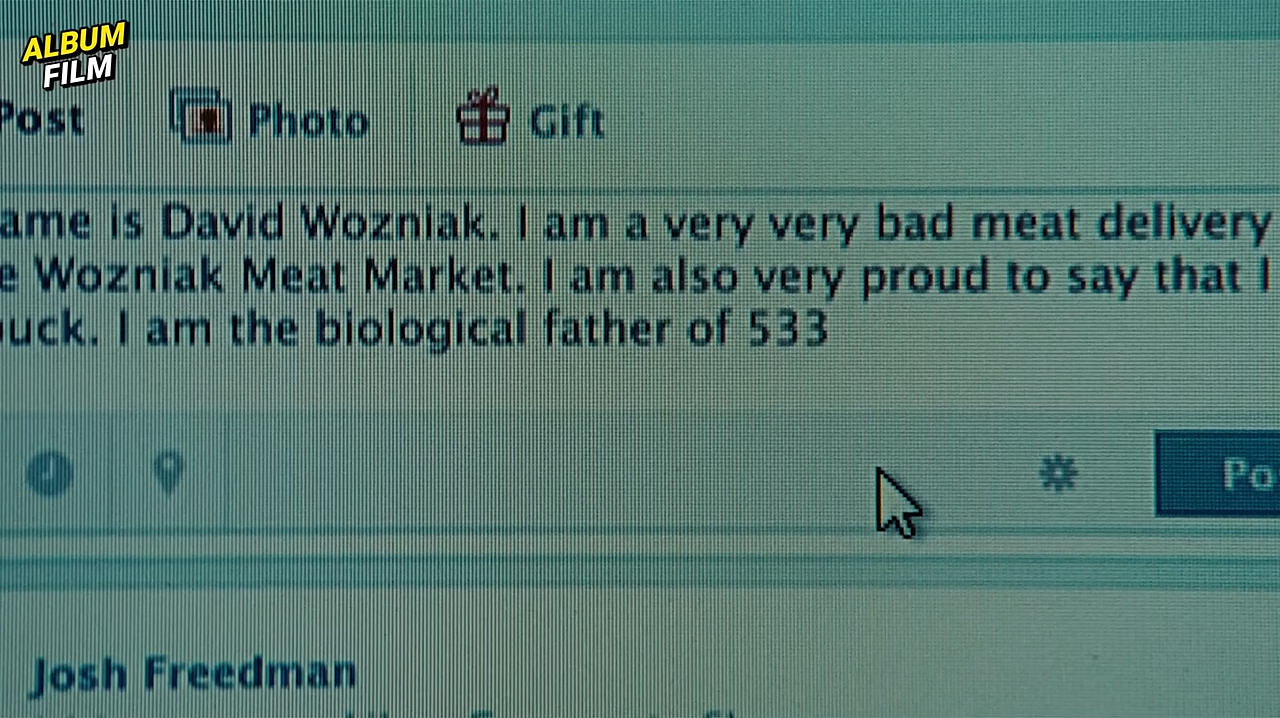 ALBUM
FILM
Post Photo Gift
ame is David Wozniak. I am a very very bad meat delivery
e Wozniak Meat Market. I am also very proud to say that I
uck. I am the biological father of 533
Po
Josh Freedman